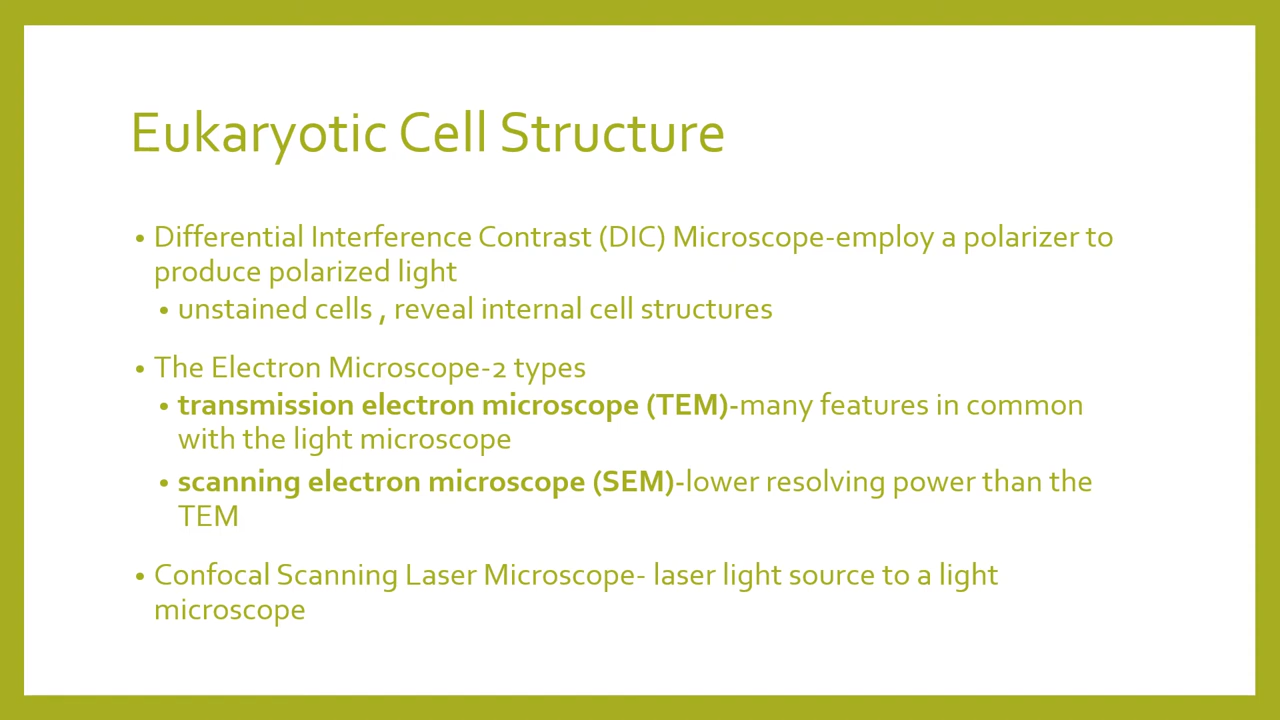 Eukaryotic Cell Structure
• Differential Interference Contrast (DIC) Microscope-employ a polarizer to
produce polarized light
• unstained cells , reveal internal cell structures
• The Electron Microscope-2 types
• transmission electron microscope (TEM)-many features in common
with the light microscope
• scanning electron microscope (SEM)-lower resolving power than the
TEM
• Confocal Scanning Laser Microscope- laser light source to a light
microscope